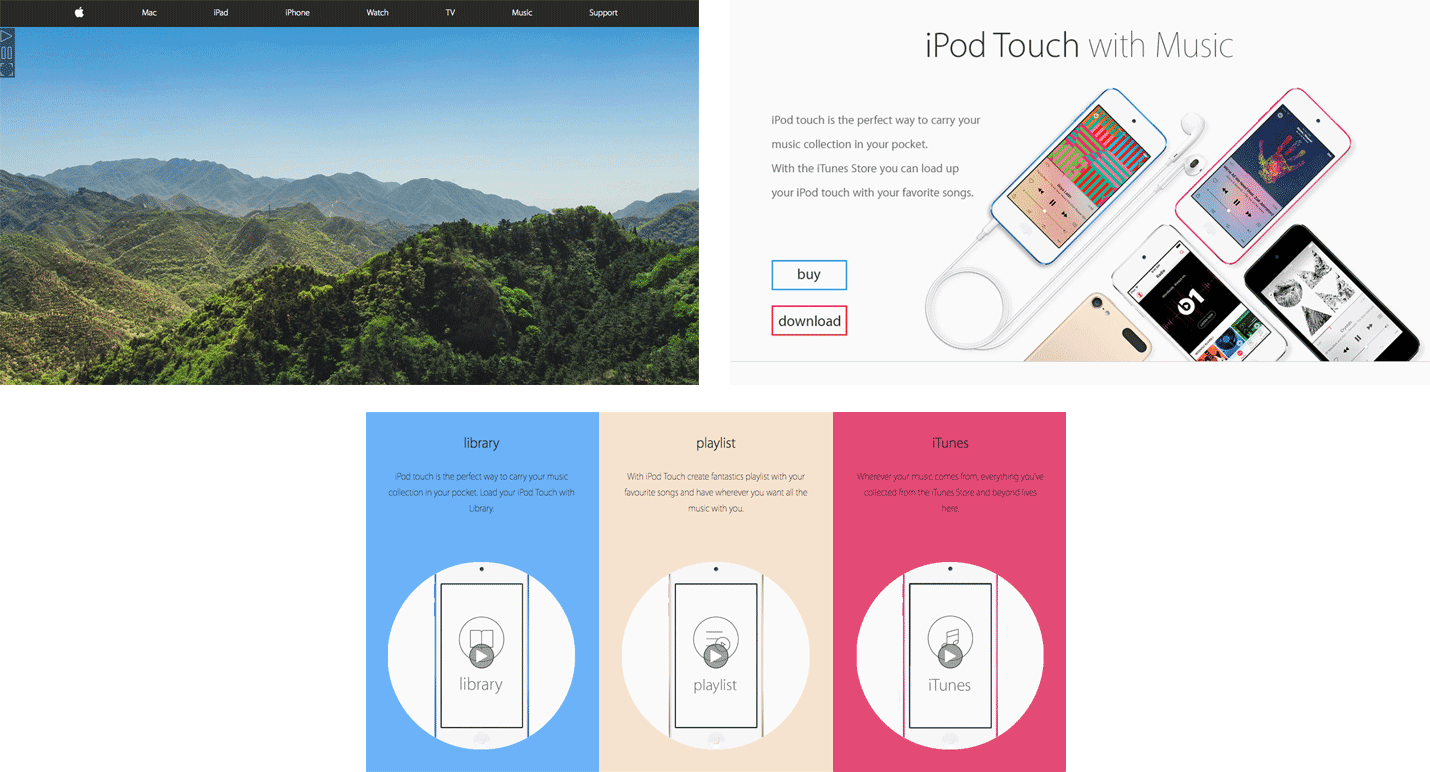 Mac iPad iPhone Watch TV Music Support
iPod Touch with Music
iPod touch is the perfect way to carry your
music collection in your pocket.
With the iTunes Store you can load up
your iPod touch with your favorite songs.
buy
download
library
iPod touch is the perfect way to carry your music
collection in your pocket. Load your iPod Touch with
Library.
library
playlist
With iPod Touch create fantastics playlist with your
favourite songs and have wherever you want all the
music with you.
playlist
iTunes
Wherever your music comes from, everything you've
collected from the iTunes Store and beyond lives
here.
iTunes